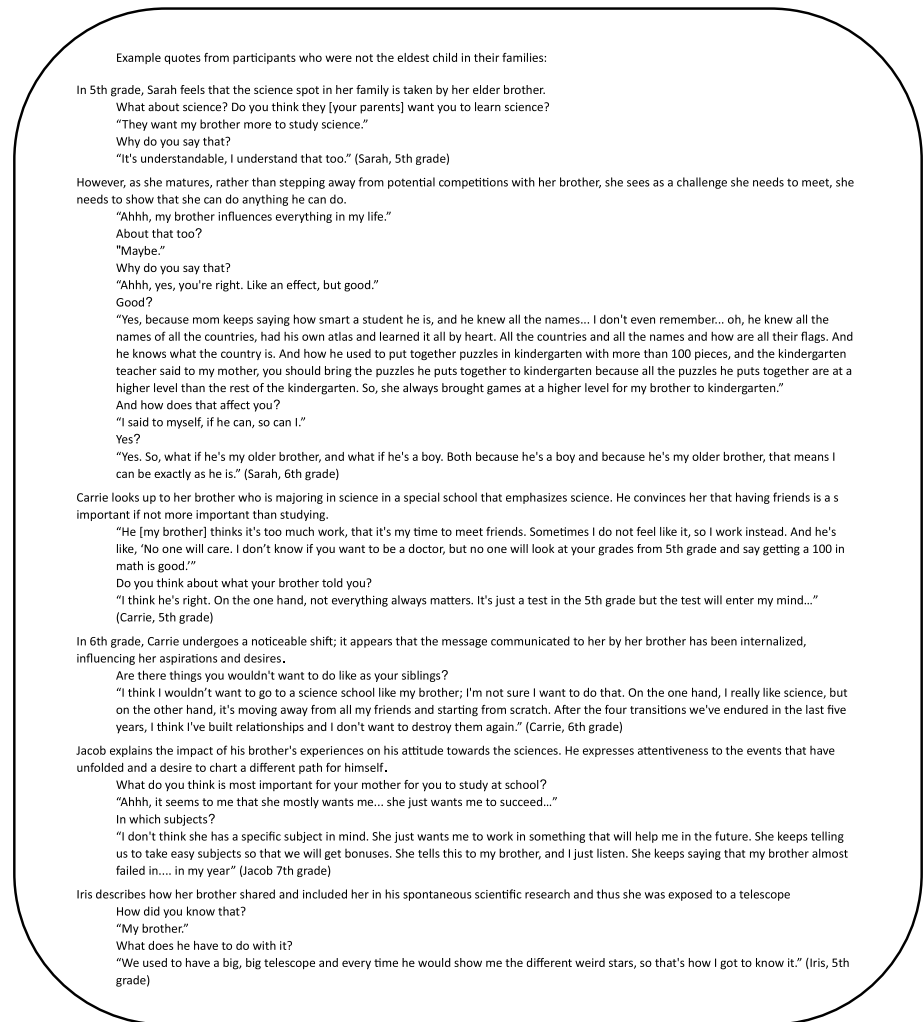 Example quotes from participants who were not the eldest child in their families:
In 5th grade, Sarah feels that the science spot in her family is taken by her elder brother.
What about science? Do you think they [your parents] want you to learn science?
“They want my brother more to study science.”
Why do you say that?
“It's understandable, I understand that too.” (Sarah, 5th grade)
However, as she matures, rather than stepping away from potential competitions with her brother, she sees as a challenge she needs to meet, she
needs to show that she can do anything he can do.
“Ahhh, my brother influences everything in my life.”
About that too?
"Maybe.”
Why do you say that?
“Ahhh, yes, you're right. Like an effect, but good.”
Good?
“Yes, because mom keeps saying how smart a student he is, and he knew all the names... I don't even remember... oh, he knew all the
names of all the countries, had his own atlas and learned it all by heart. All the countries and all the names and how are all their flags. And
he knows what the country is. And how he used to put together puzzles in kindergarten with more than 100 pieces, and the kindergarten
teacher said to my mother, you should bring the puzzles he puts together to kindergarten because all the puzzles he puts together are at a
higher level than the rest of the kindergarten. So, she always brought games at a higher level for my brother to kindergarten.”
And how does that affect you?
“I said to myself, if he can, so can I.”
Yes?
“Yes. So, what if he's my older brother, and what if he's a boy. Both because he's a boy and because he's my older brother, that means I
can be exactly as he is.” (Sarah, 6th grade)
Carrie looks up to her brother who is majoring in science in a special school that emphasizes science. He convinces her that having friends is a s
important if not more important than studying.
“He [my brother] thinks it's too much work, that it's my time to meet friends. Sometimes I do not feel like it, so I work instead. And he's
like, ‘No one will care. I don’t know if you want to be a doctor, but no one will look at your grades from 5th grade and say getting a 100 in
math is good.’”
Do you think about what your brother told you?
“I think he's right. On the one hand, not everything always matters. It's just a test in the 5th grade but the test will enter my mind…”
(Carrie, 5th grade)
In 6th grade, Carrie undergoes a noticeable shift; it appears that the message communicated to her by her brother has been internalized,
influencing her aspirations and desires.
Are there things you wouldn't want to do like as your siblings?
“I think I wouldn’t want to go to a science school like my brother; I'm not sure I want to do that. On the one hand, I really like science, but
on the other hand, it's moving away from all my friends and starting from scratch. After the four transitions we've endured in the last five
years, I think I've built relationships and I don't want to destroy them again.” (Carrie, 6th grade)
Jacob explains the impact of his brother's experiences on his attitude towards the sciences. He expresses attentiveness to the events that have
unfolded and a desire to chart a different path for himself.
What do you think is most important for your mother for you to study at school?
“Ahhh, it seems to me that she mostly wants me... she just wants me to succeed…”
In which subjects?
“I don't think she has a specific subject in mind. She just wants me to work in something that will help me in the future. She keeps telling
us to take easy subjects so that we will get bonuses. She tells this to my brother, and I just listen. She keeps saying that my brother almost
failed in.... in my year” (Jacob 7th grade)
Iris describes how her brother shared and included her in his spontaneous scientific research and thus she was exposed to a telescope
How did you know that?
“My brother.”
What does he have to do with it?
“We used to have a big, big telescope and every time he would show me the different weird stars, so that's how I got to know it.” (Iris, 5th
grade)